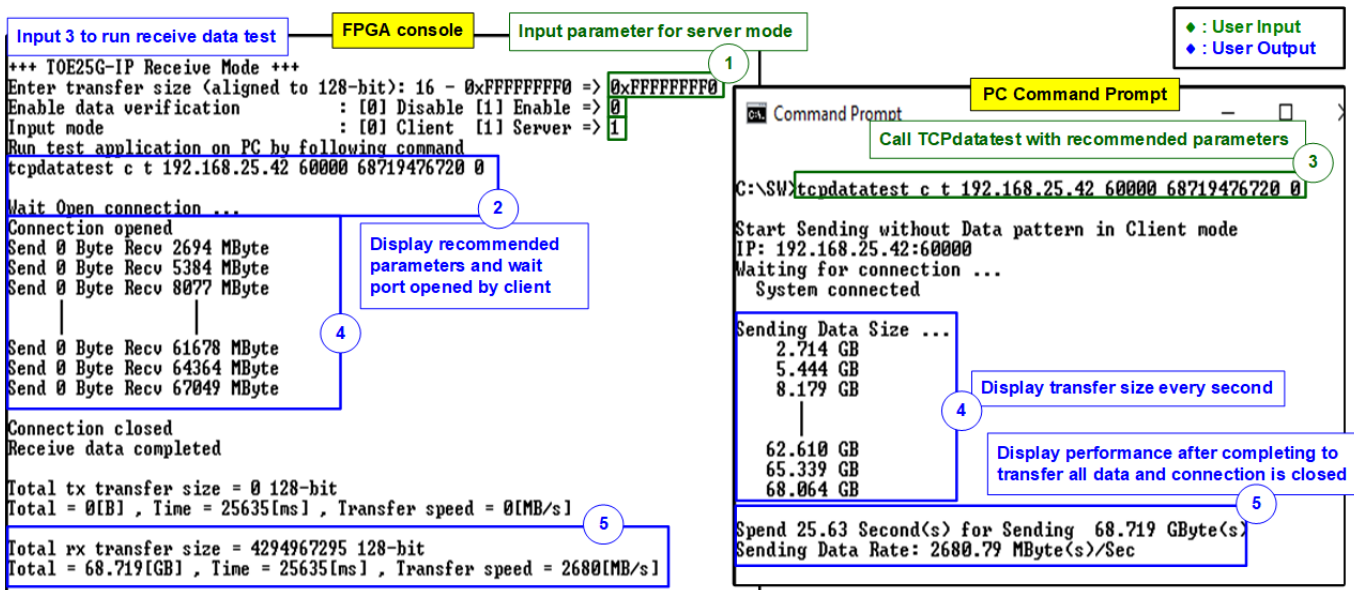 Input 3 to run receive data test
FPGA console
Input parameter for server mode
♦ : User Input
♦ : User Output
+++ TOE25G-IP Receive Mode +++
1
Enter transfer size (aligned to 128-bit): 16 - 0xFFFFFFFF0 => 0xFFFFFFFF0
Enable data verification : [0] Disable [1] Enable => 0
Input mode : [0] Client [1] Server => 1
Run test application on PC by following command
tcpdatatest c t 192.168.25.42 60000 68719476720 0
Wait Open connection ...
2
Display recommended
parameters and wait
port opened by client
Connection opened
Send 0 Byte Recv 2694 MByte
Send 0 Byte Recv 5384 MByte
Send 0 Byte Recv 8077 MByte
4
Send 0 Byte Recv 61678 MByte
Send 0 Byte Recv 64364 MByte
Send 0 Byte Recv 67049 MByte
Connection closed
Receive data completed
Total tx transfer size = 0 128-bit
Total = 0[B] , Time = 25635[ms] , Transfer speed = 0[MB/s]
5
Total rx transfer size = 4294967295 128-bit
Total = 68.719[GB] , Time = 25635[ms] , Transfer speed = 2680[MB/s]
PC Command Prompt
C:\. Command Prompt
Call TCPdatatest with recommended parameters
3
C:\SW>tcpdatatest c t 192.168.25.42 60000 68719476720 0
Start Sending without Data pattern in Client mode
IP: 192.168.25.42:60000
Waiting for connection ...
System connected
Sending Data Size ...
2.714 GB
5.444 GB
8.179 GB
Display transfer size every second
4
62.610 GB
65.339 GB
68.064 GB
Display performance after completing to
transfer all data and connection is closed
5
Spend 25.63 Second(s) for Sending 68.719 GByte(s)
Sending Data Rate: 2680.79 MByte(s)/Sec